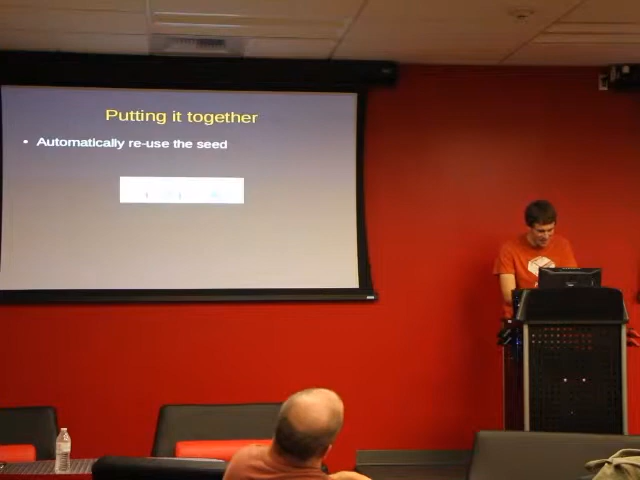 Putting it together
• Automatically re-use the seed